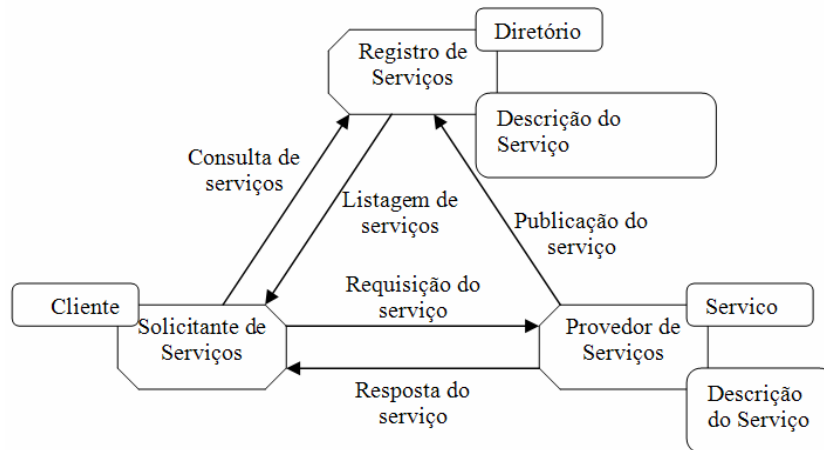 Diretório
Registro de
Serviços
Descrição do
Serviço
Consulta de
serviços
Listagem de
serviços
Publicação do
serviço
Requisição do
serviço
Cliente
Solicitante de
Serviços
Servico
Provedor de
Serviços
Resposta do
serviço
Descrição
do Serviço